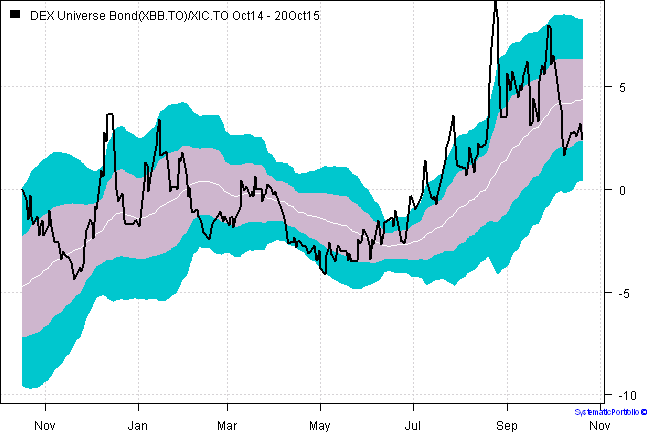 DEX Universe Bond(XBB.TO)/XIC.TO Oct14 - 20Oct15
5
0
-5
-10
Nov Jan Mar May Jul Sep Nov
SystematicPortfolio ©